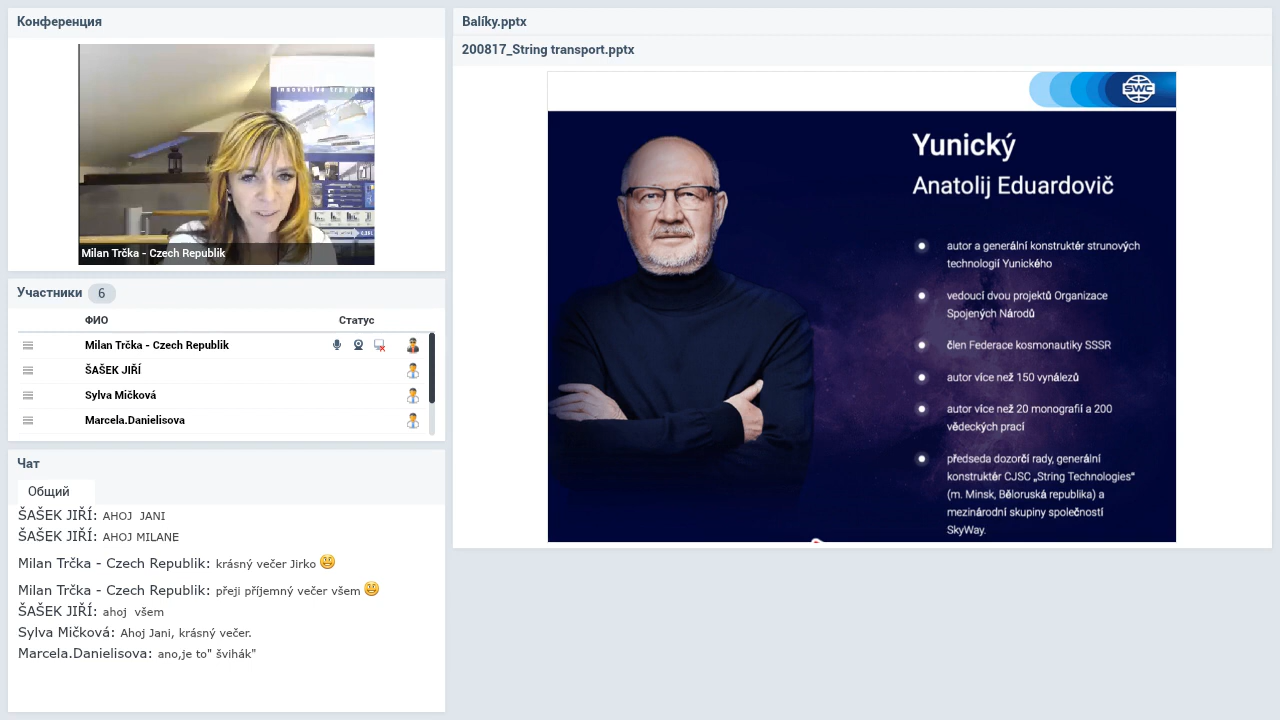 Конференция
Innovative transport
Milan Trčka - Czech Republik
Участники 6
ФИО Статус
Milan Trčka - Czech Republik
ŠAŠEK JIŘÍ
Sylva Mičková
Marcela.Danielisova
Чат
Общий
ŠAŠEK JIŘÍ: AHOJ JANI
ŠAŠEK JIŘÍ: AHOJ MILANE
Milan Trčka - Czech Republik: krásný večer Jirko
Milan Trčka - Czech Republik: přeji příjemný večer všem
ŠAŠEK JIŘÍ: ahoj všem
Sylva Mičková: Ahoj Jani, krásný večer.
Marcela.Danielisova: ano,je to" švihák"
Balíky.pptx
200817_String transport.pptx
SWC
Yunický
Anatolij Eduardovič
autor a generální konstruktér strunových
technologií Yunického
vedoucí dvou projektů Organizace
Spojených Národů
člen Federace kosmonautiky SSSR
autor více než 150 vynálezů
autor více než 20 monografií a 200
vědeckých prací
předseda dozorčí rady, generální
konstruktér CJSC „String Technologies“
(m. Minsk, Běloruská republika) a
mezinárodní skupiny společností
SkyWay.